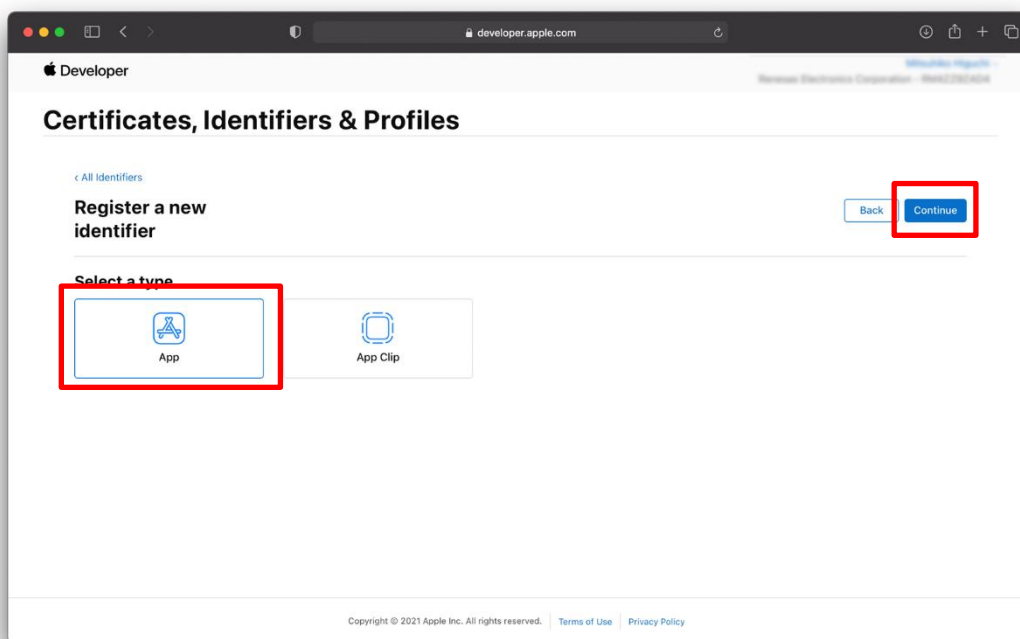 developer.apple.com
Developer
Certificates, Identifiers & Profiles
‹ All Identifiers
Register a new
identifier
Back
Continue
Select a type
App
App Clip
Copyright © 2021 Apple Inc. All rights reserved.
Terms of Use
Privacy Policy